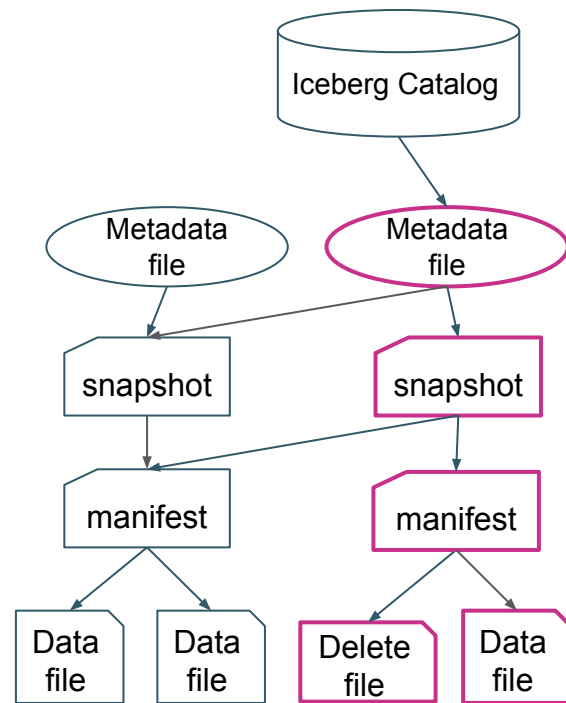 Iceberg Catalog
Metadata
file
Metadata
file
snapshot
snapshot
manifest
manifest
Data
file
Data
file
Delete
file
Data
file